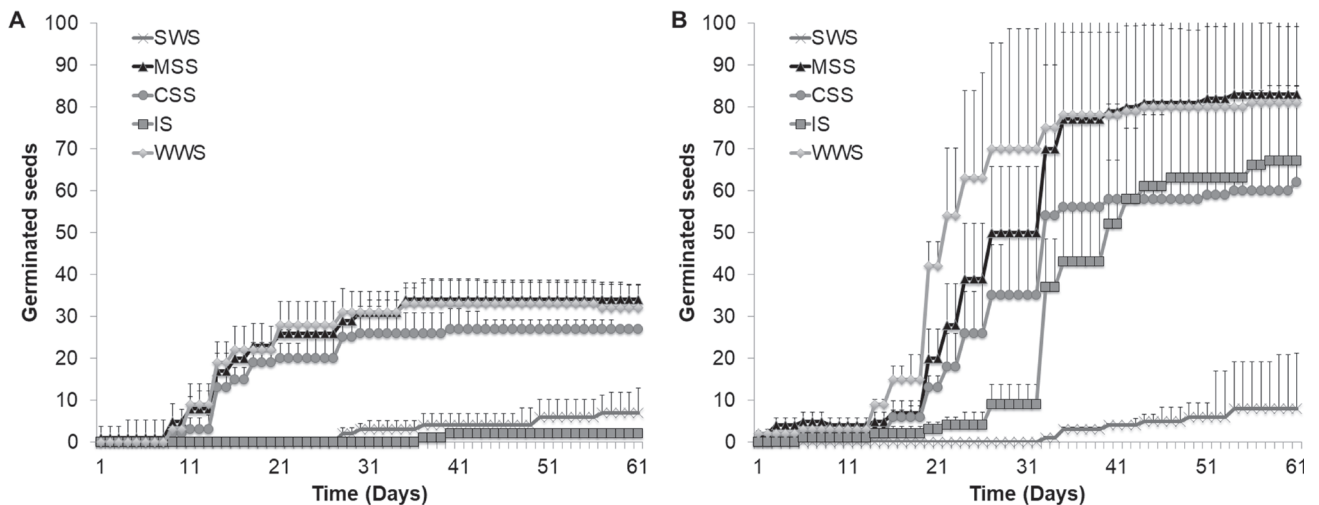 A
100
90
80
70
60
50
40
30
20
10
0
Germinated seeds
SWS
MSS
CSS
IS
WWS
1 11 21 31 41 51 61
Time (Days)
B
100
90
80
70
60
50
40
30
20
10
0
Germinated seeds
SWS
MSS
CSS
IS
WWS
1 11 21 31 41 51 61
Time (Days)